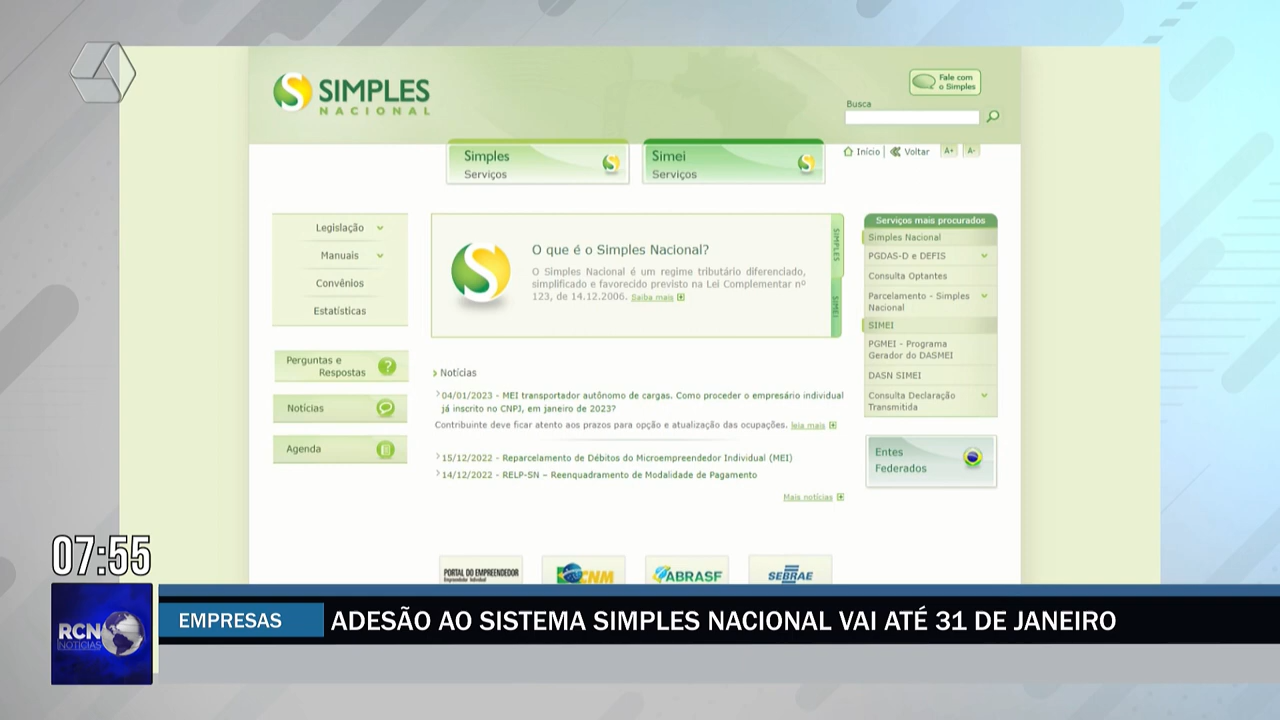 SIMPLES
NACIONAL
Fale com
o Simples
Busca
Simples
Serviços
Simei
Serviços
Início
Voltar
A+
A-
Legislação
Manuais
Convênios
Estatísticas
Perguntas e
Respostas
?
Notícias
Agenda
O que é o Simples Nacional?
O Simples Nacional é um regime tributário diferenciado,
simplificado e favorecido previsto na Lei Complementar nº
123, de 14.12.2006. Saiba mais
SIMPLES
SIMEI
Notícias
04/01/2023 - MEI transportador autônomo de cargas. Como proceder o empresário individual
já inscrito no CNPJ, em janeiro de 2023?
Contribuinte deve ficar atento aos prazos para opção e atualização das ocupações. leia mais
15/12/2022 - Reparcelamento de Débitos do Microempreendedor Individual (MEI)
14/12/2022 - RELP-SN – Reenquadramento de Modalidade de Pagamento
Mais notícias
Serviços mais procurados
Simples Nacional
PGDAS-D e DEFIS
Consulta Optantes
Parcelamento - Simples
Nacional
SIMEI
PGMEI - Programa
Gerador do DASMEI
DASN SIMEI
Consulta Declaração
Transmitida
Entes
Federados
PORTAL DO EMPREENDEDOR
Empreendedor Individual
CNM
ABRASF
SEBRAE
07:55
RCN
NOTÍCIAS
EMPRESAS
ADESÃO AO SISTEMA SIMPLES NACIONAL VAI ATÉ 31 DE JANEIRO